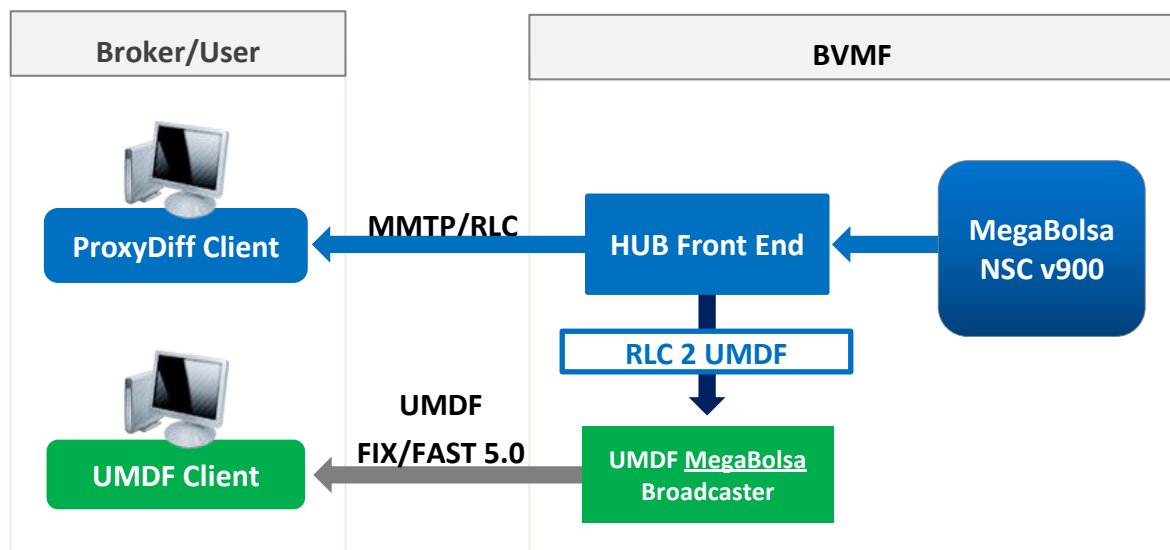 Broker/User
BVMF
ProxyDiff Client
MMTP/RLC
HUB Front End
MegaBolsa
NSC v900
RLC 2 UMDF
UMDF Client
UMDF
FIX/FAST 5.0
UMDF MegaBolsa
Broadcaster